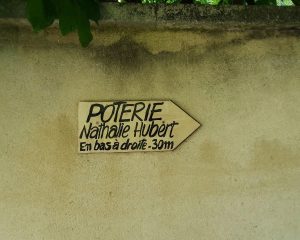 POTERIE
Nathalie Hubert
En bas à droite - 30m